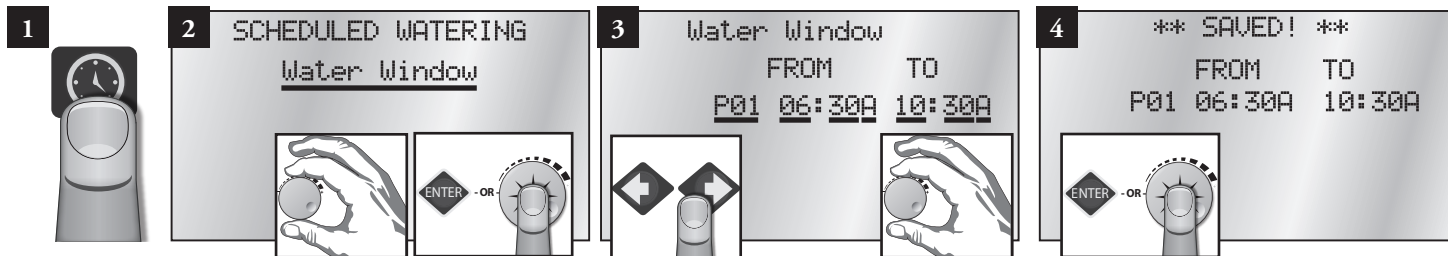 1
2
SCHEDULED WATERING
Water Window
ENTER
- OR -
3
Water Window
FROM TO
P01 06:30A 10:30A
4
** SAVED! **
FROM TO
P01 06:30A 10:30A
ENTER
- OR -